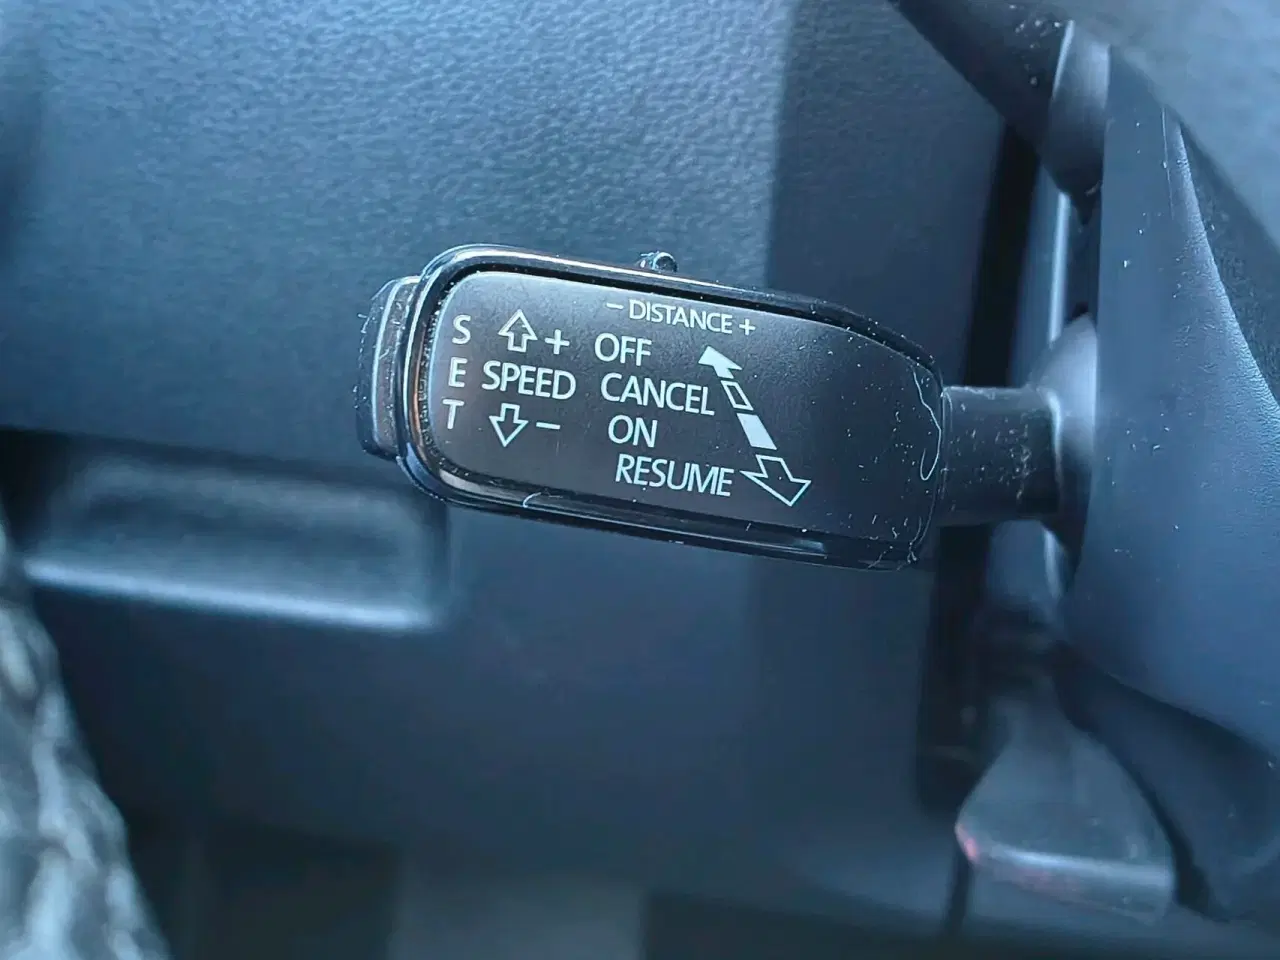 – DISTANCE +
S + OFF
E SPEED CANCEL
T – ON
RESUME